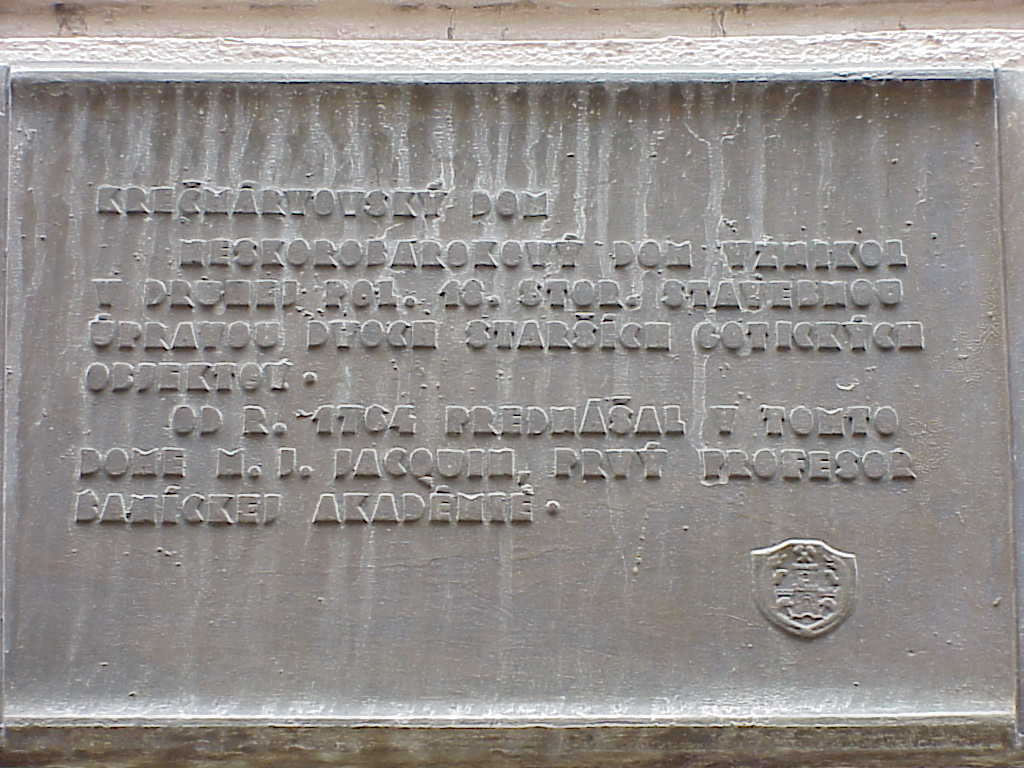 KREČMÁRYOVSKÝ DOM
NESKOROBAROKOVÝ DOM VZNIKOL
V DRUHEJ POL. 18. STOR. STAVEBNOU
ÚPRAVOU DVOCH STARŠÍCH GOTICKÝCH
OBJEKTOV.
OD R. 1764 PREDNÁŠAL V TOMTO
DOME N. J. JACQUIN, PRVÝ PROFESOR
BANÍCKEJ AKADÉMIE.